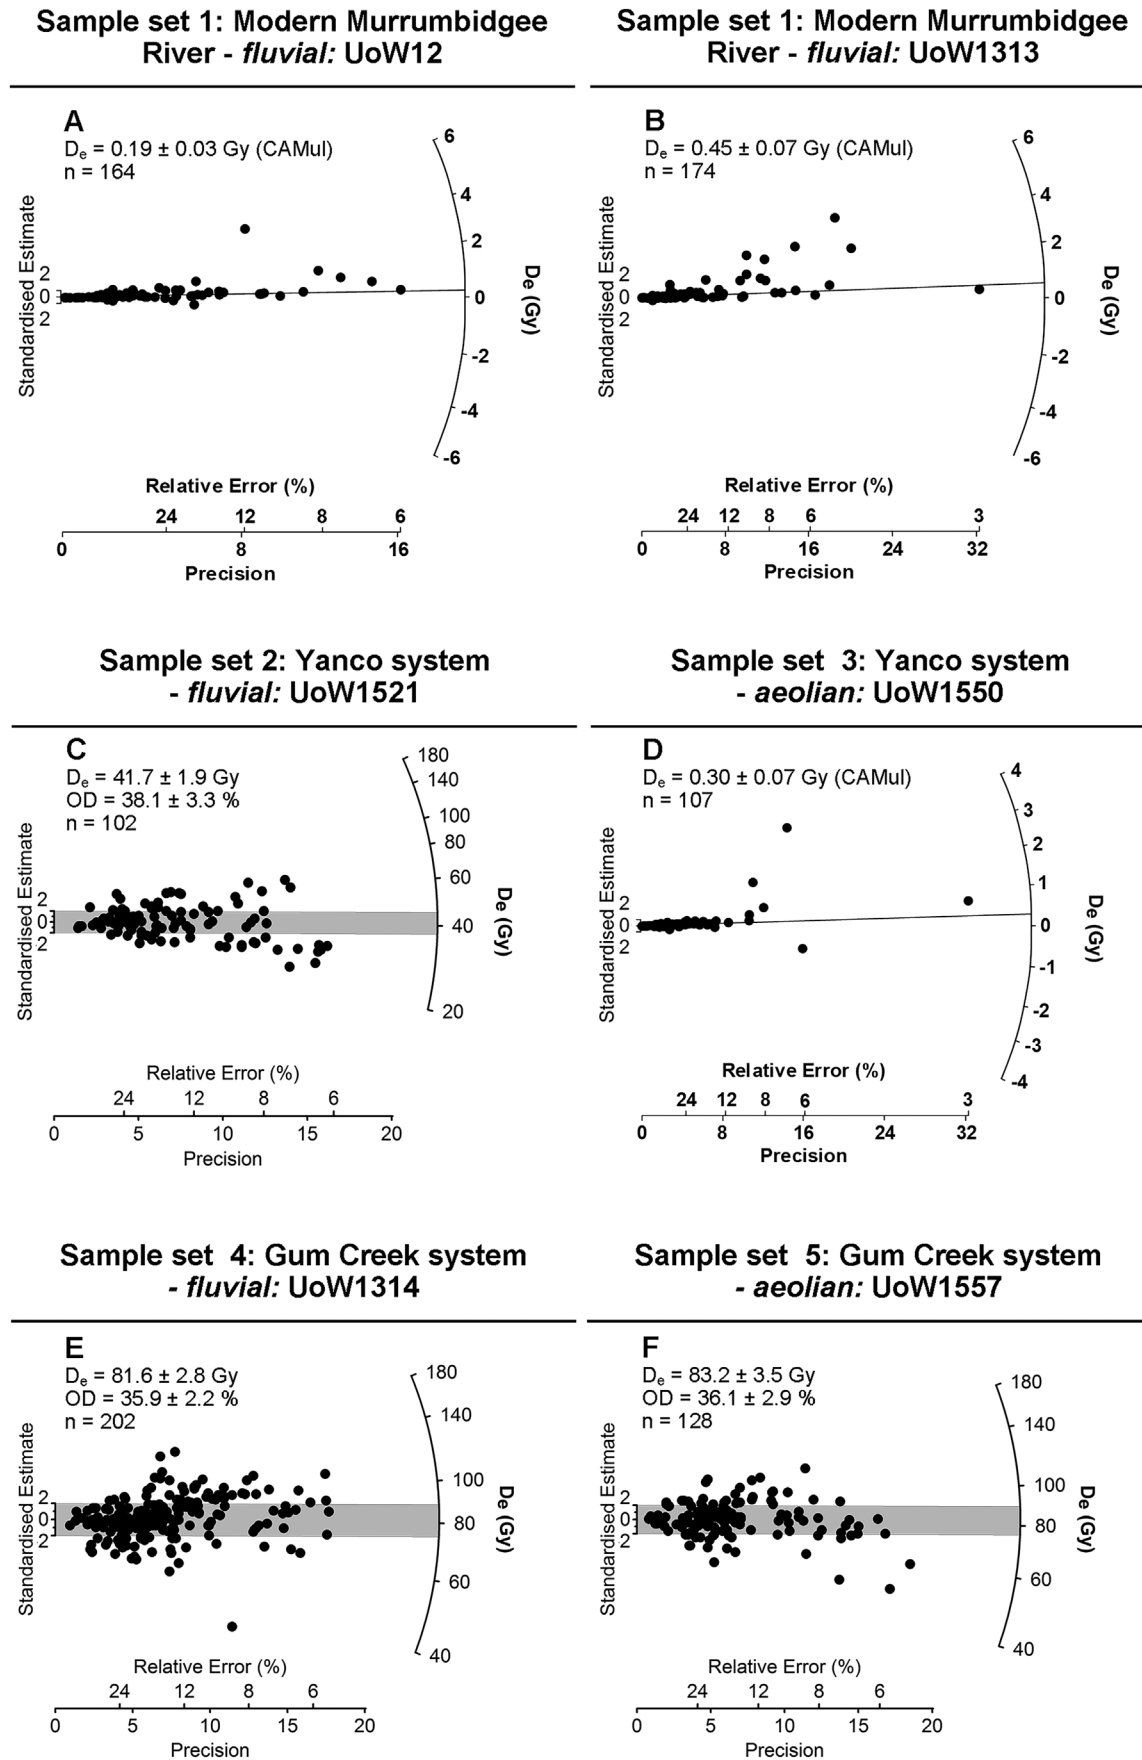 Sample set 1: Modern Murrumbidgee
River - fluvial: UoW12
A
De = 0.19 ± 0.03 Gy (CAMul)
n = 164
Standardised Estimate
2
0
2
6
4
2
0
-2
-4
-6
De (Gy)
Relative Error (%)
24 12 8 6
0 8 16
Precision
Sample set 1: Modern Murrumbidgee
River - fluvial: UoW1313
B
De = 0.45 ± 0.07 Gy (CAMul)
n = 174
Standardised Estimate
2
0
2
6
4
2
0
-2
-4
-6
De (Gy)
Relative Error (%)
24 12 8 6 3
0 8 16 24 32
Precision
Sample set 2: Yanco system
- fluvial: UoW1521
C
De = 41.7 ± 1.9 Gy
OD = 38.1 ± 3.3 %
n = 102
Standardised Estimate
2
0
2
180
140
100
80
60
40
20
De (Gy)
Relative Error (%)
24 12 8 6
0 5 10 15 20
Precision
Sample set 3: Yanco system
- aeolian: UoW1550
D
De = 0.30 ± 0.07 Gy (CAMul)
n = 107
Standardised Estimate
2
0
2
4
3
2
1
0
-1
-2
-3
-4
De (Gy)
Relative Error (%)
24 12 8 6 3
0 8 16 24 32
Precision
Sample set 4: Gum Creek system
- fluvial: UoW1314
E
De = 81.6 ± 2.8 Gy
OD = 35.9 ± 2.2 %
n = 202
Standardised Estimate
2
0
2
180
140
100
80
60
40
De (Gy)
Relative Error (%)
24 12 8 6
0 5 10 15 20
Precision
Sample set 5: Gum Creek system
- aeolian: UoW1557
F
De = 83.2 ± 3.5 Gy
OD = 36.1 ± 2.9 %
n = 128
Standardised Estimate
2
0
2
180
140
100
80
60
40
De (Gy)
Relative Error (%)
24 12 8 6
0 5 10 15 20
Precision